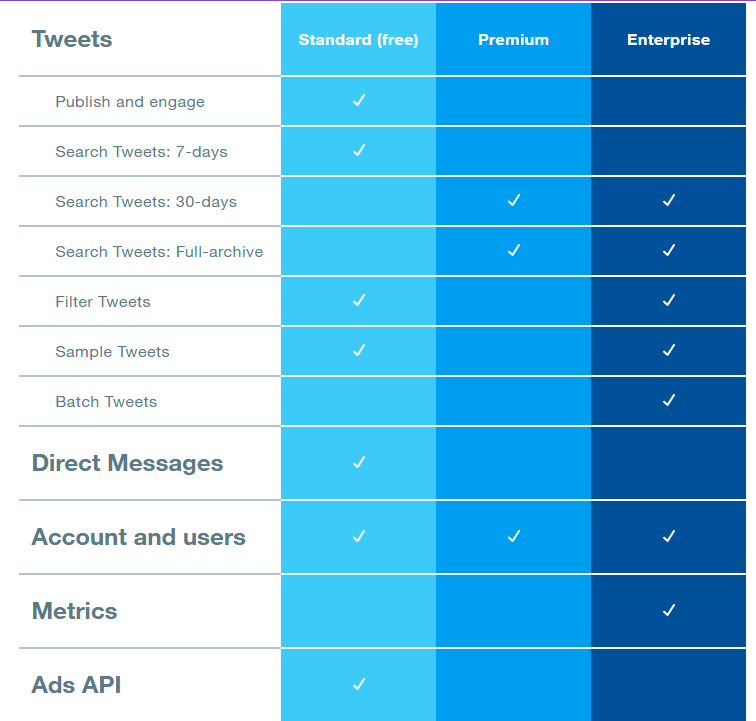 Tweets Standard (free) Premium Enterprise
Publish and engage ✓
Search Tweets: 7-days ✓
Search Tweets: 30-days ✓ ✓
Search Tweets: Full-archive ✓ ✓
Filter Tweets ✓ ✓
Sample Tweets ✓ ✓
Batch Tweets ✓
Direct Messages ✓
Account and users ✓ ✓ ✓
Metrics ✓
Ads API ✓